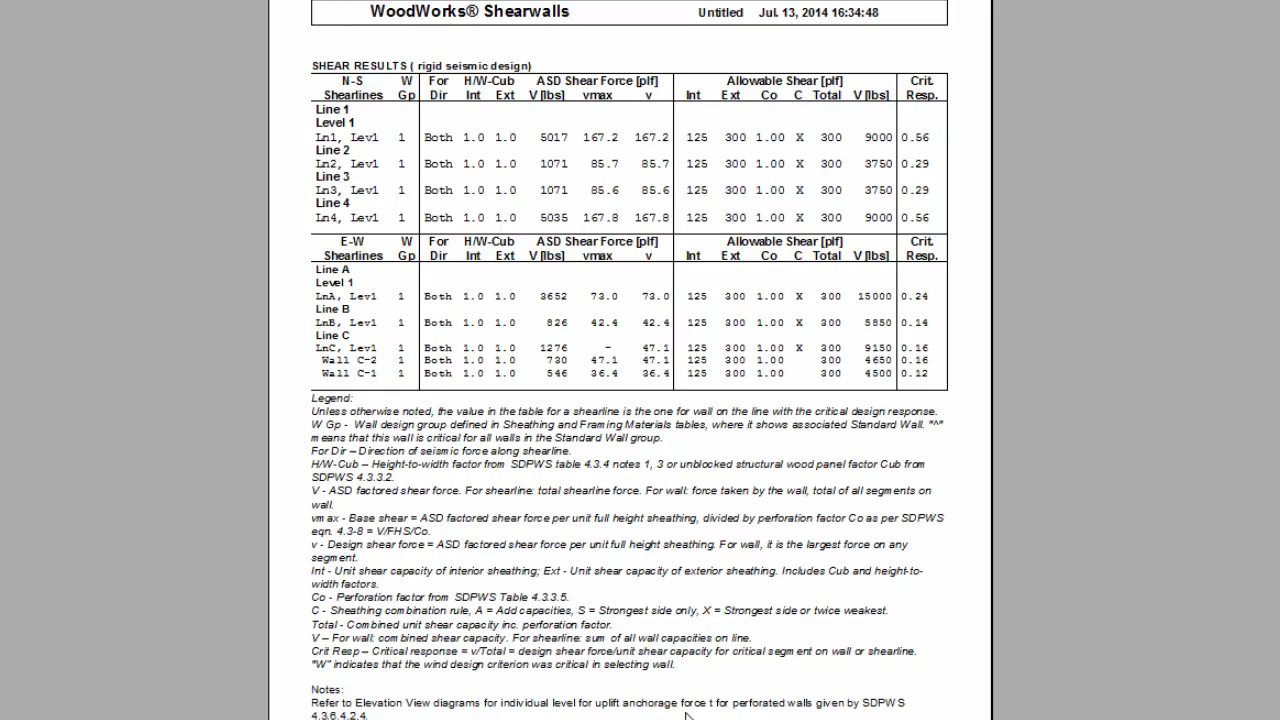 WoodWorks® Shearwalls Untitled Jul. 13, 2014 16:34:48
SHEAR RESULTS ( rigid seismic design)
N-S W For H/W-Cub ASD Shear Force [plf] Allowable Shear [plf] Crit.
Shearlines Gp Dir Int Ext V [lbs] vmax v Int Ext Co C Total V [lbs] Resp.
Line 1
Level 1
Ln1, Lev1 1 Both 1.0 1.0 5017 167.2 167.2 125 300 1.00 X 300 9000 0.56
Line 2
Ln2, Lev1 1 Both 1.0 1.0 1071 85.7 85.7 125 300 1.00 X 300 3750 0.29
Line 3
Ln3, Lev1 1 Both 1.0 1.0 1071 85.6 85.6 125 300 1.00 X 300 3750 0.29
Line 4
Ln4, Lev1 1 Both 1.0 1.0 5035 167.8 167.8 125 300 1.00 X 300 9000 0.56
E-W W For H/W-Cub ASD Shear Force [plf] Allowable Shear [plf] Crit.
Shearlines Gp Dir Int Ext V [lbs] vmax v Int Ext Co C Total V [lbs] Resp.
Line A
Level 1
LnA, Lev1 1 Both 1.0 1.0 3652 73.0 73.0 125 300 1.00 X 300 15000 0.24
Line B
LnB, Lev1 1 Both 1.0 1.0 826 42.4 42.4 125 300 1.00 X 300 5850 0.14
Line C
LnC, Lev1 1 Both 1.0 1.0 1276 - 47.1 125 300 1.00 X 300 9150 0.16
Wall C-2 1 Both 1.0 1.0 730 47.1 47.1 125 300 1.00 300 4650 0.16
Wall C-1 1 Both 1.0 1.0 546 36.4 36.4 125 300 1.00 300 4500 0.12
Legend:
Unless otherwise noted, the value in the table for a shearline is the one for wall on the line with the critical design response.
W Gp - Wall design group defined in Sheathing and Framing Materials tables, where it shows associated Standard Wall. "^"
means that this wall is critical for all walls in the Standard Wall group.
For Dir – Direction of seismic force along shearline.
H/W-Cub – Height-to-width factor from SDPWS table 4.3.4 notes 1, 3 or unblocked structural wood panel factor Cub from
SDPWS 4.3.3.2.
V - ASD factored shear force. For shearline: total shearline force. For wall: force taken by the wall, total of all segments on
wall.
vmax - Base shear = ASD factored shear force per unit full height sheathing, divided by perforation factor Co as per SDPWS
eqn. 4.3-8 = V/FHS/Co.
v - Design shear force = ASD factored shear force per unit full height sheathing. For wall, it is the largest force on any
segment.
Int - Unit shear capacity of interior sheathing; Ext - Unit shear capacity of exterior sheathing. Includes Cub and height-to-
width factors.
Co - Perforation factor from SDPWS Table 4.3.3.5.
C - Sheathing combination rule, A = Add capacities, S = Strongest side only, X = Strongest side or twice weakest.
Total - Combined unit shear capacity inc. perforation factor.
V – For wall: combined shear capacity. For shearline: sum of all wall capacities on line.
Crit Resp – Critical response = v/Total = design shear force/unit shear capacity for critical segment on wall or shearline.
"W" indicates that the wind design criterion was critical in selecting wall.
Notes:
Refer to Elevation View diagrams for individual level for uplift anchorage force t for perforated walls given by SDPWS
4.3.6.4.2.4.